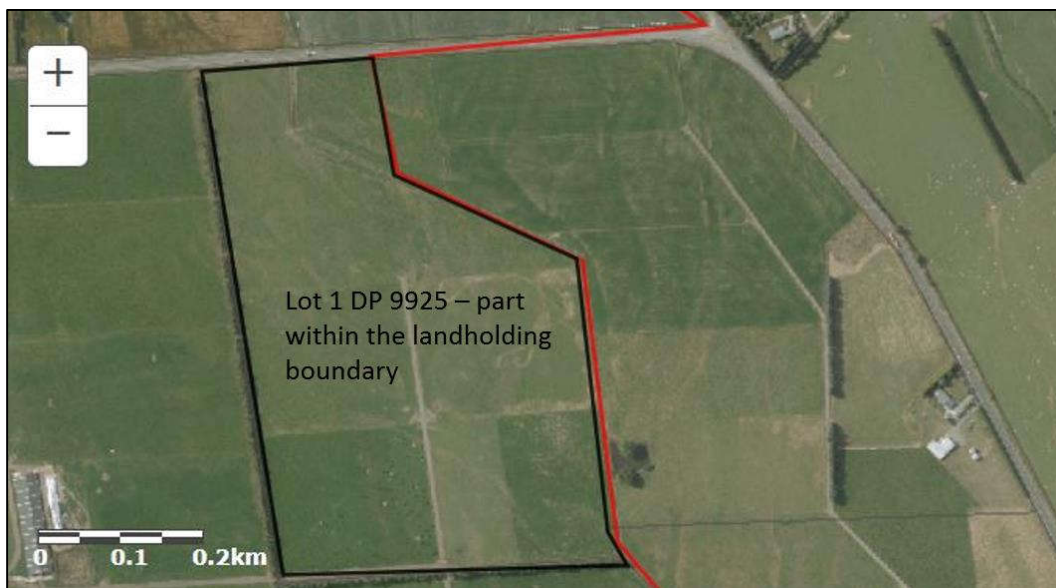 +
−
Lot 1 DP 9925 – part
within the landholding
boundary
0 0.1 0.2km